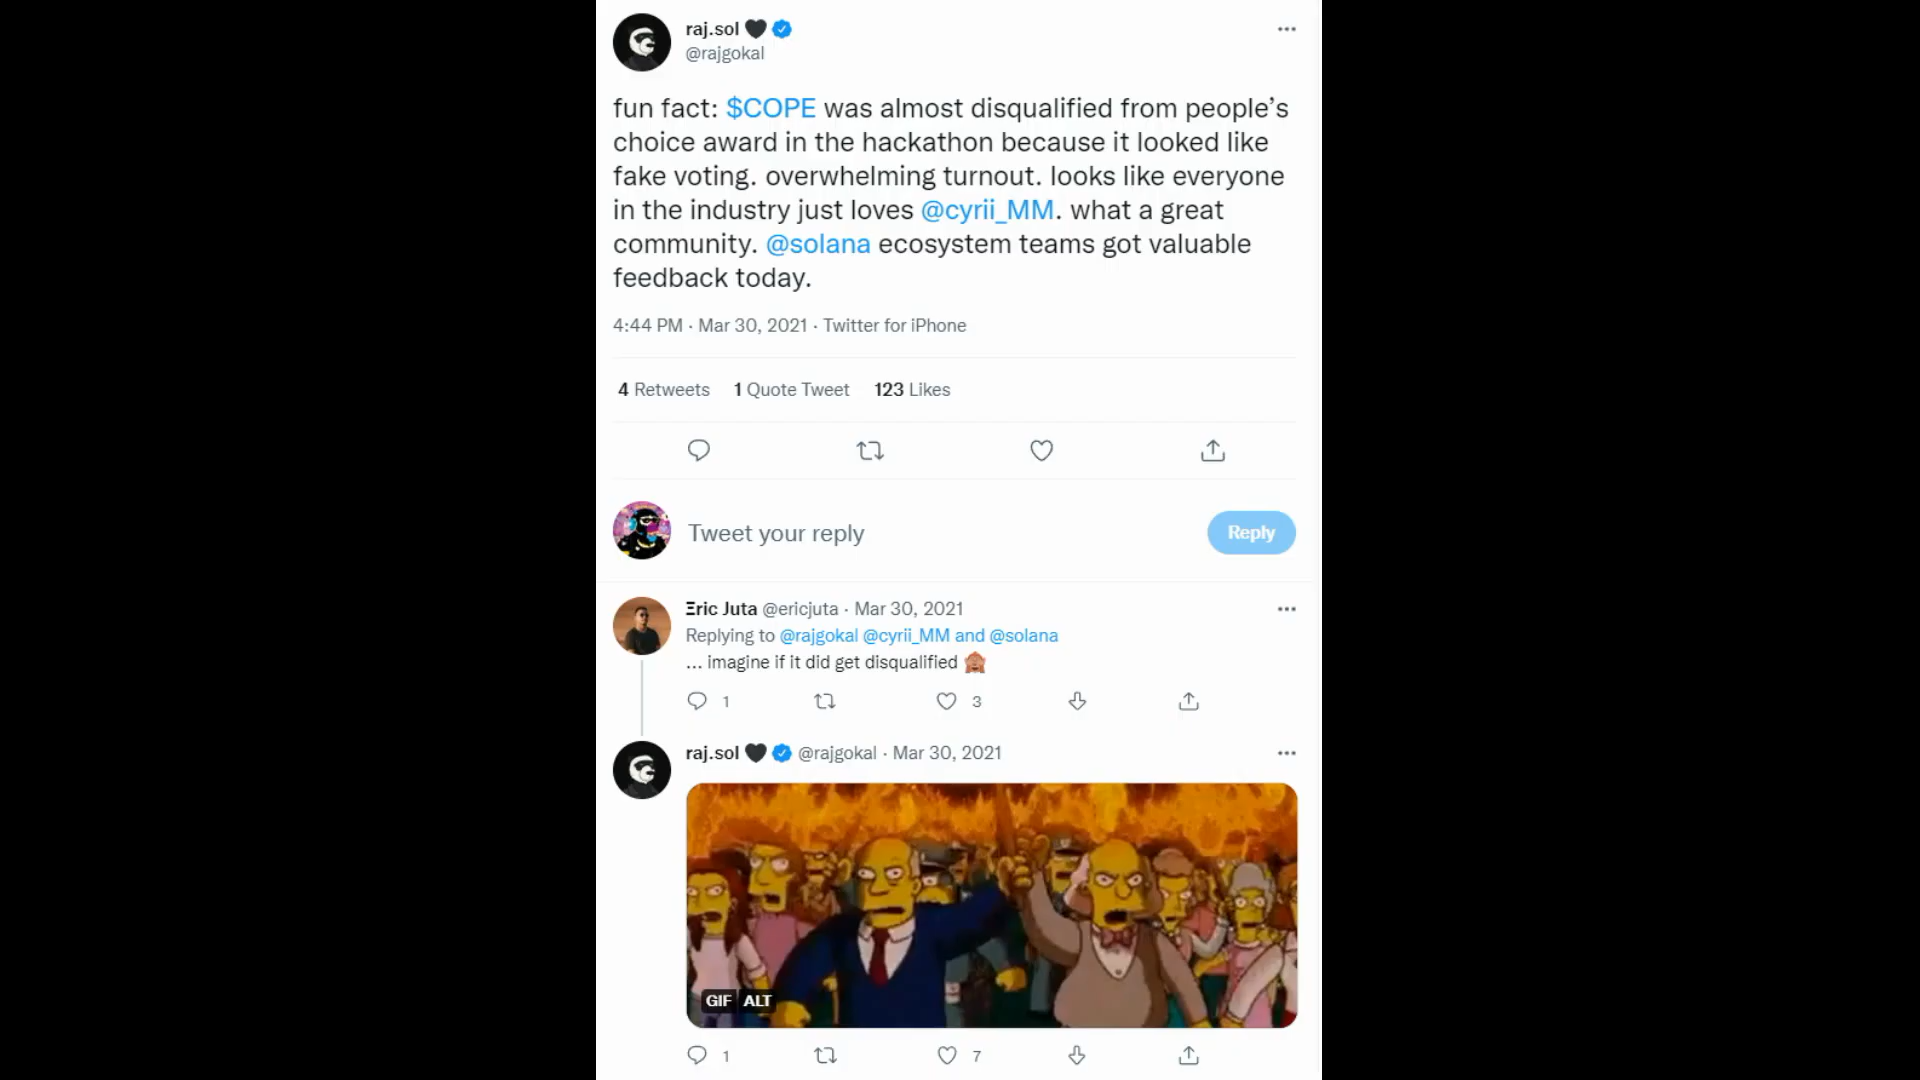 raj.sol 🖤
@rajgokal
fun fact: $COPE was almost disqualified from people’s
choice award in the hackathon because it looked like
fake voting. overwhelming turnout. looks like everyone
in the industry just loves @cyrii_MM. what a great
community. @solana ecosystem teams got valuable
feedback today.
4:44 PM · Mar 30, 2021 · Twitter for iPhone
4 Retweets 1 Quote Tweet 123 Likes
Tweet your reply
Reply
Ξric Juta @ericjuta · Mar 30, 2021
Replying to @rajgokal @cyrii_MM and @solana
... imagine if it did get disqualified 🙈
1 3
raj.sol 🖤 @rajgokal · Mar 30, 2021
GIF ALT
1 7